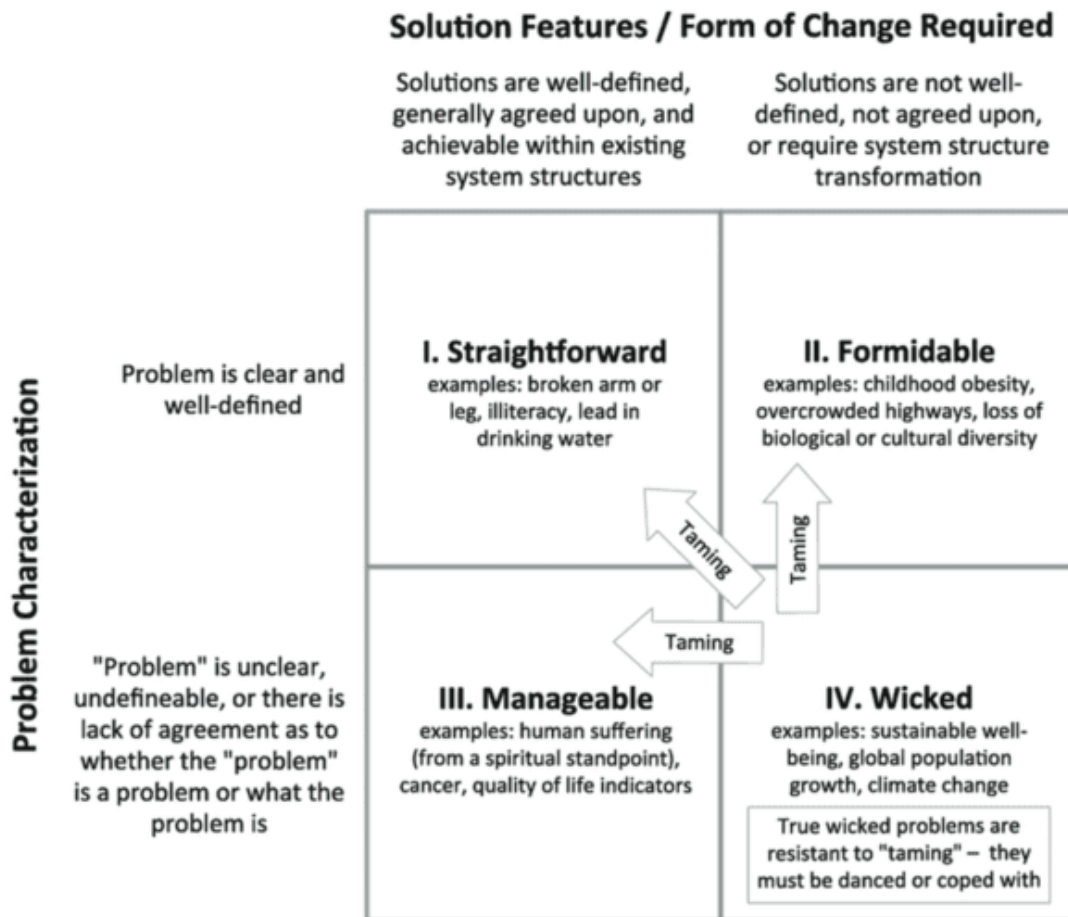 Solution Features / Form of Change Required
Solutions are well-defined,
generally agreed upon, and
achievable within existing
system structures
Solutions are not well-
defined, not agreed upon,
or require system structure
transformation
Problem Characterization
Problem is clear and
well-defined
I. Straightforward
examples: broken arm or
leg, illiteracy, lead in
drinking water
II. Formidable
examples: childhood obesity,
overcrowded highways, loss of
biological or cultural diversity
Taming
Taming
Taming
"Problem" is unclear,
undefineable, or there is
lack of agreement as to
whether the "problem"
is a problem or what the
problem is
III. Manageable
examples: human suffering
(from a spiritual standpoint),
cancer, quality of life indicators
IV. Wicked
examples: sustainable well-
being, global population
growth, climate change
True wicked problems are
resistant to "taming" – they
must be danced or coped with